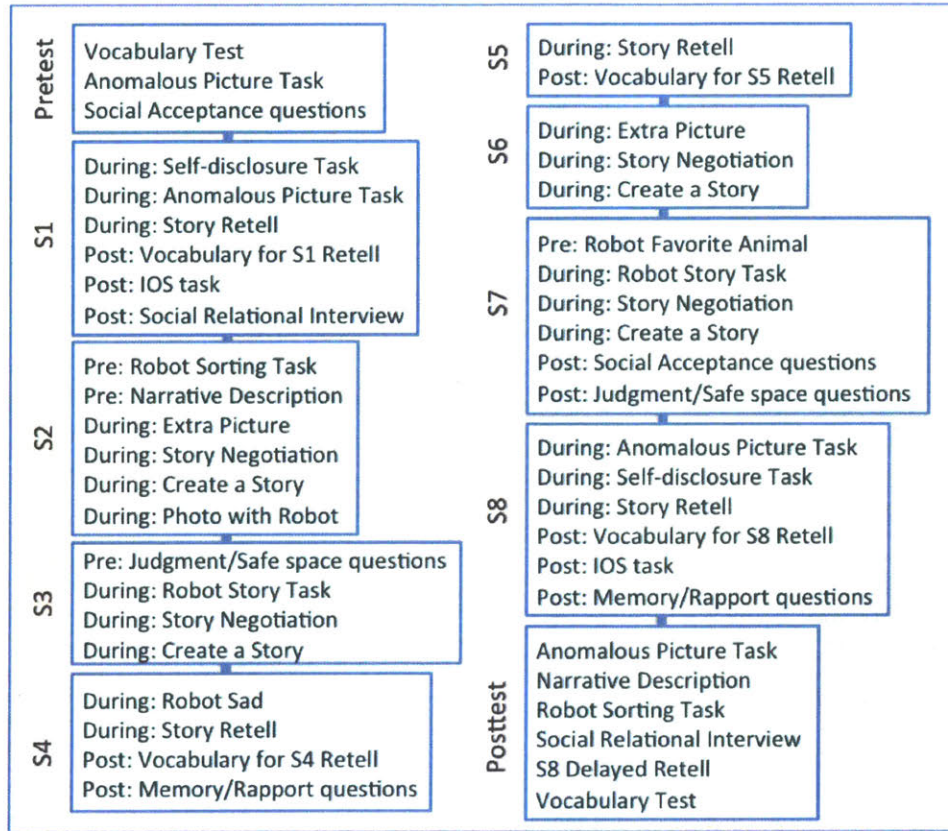 Pretest
Vocabulary Test
Anomalous Picture Task
Social Acceptance questions
S1
During: Self-disclosure Task
During: Anomalous Picture Task
During: Story Retell
Post: Vocabulary for S1 Retell
Post: IOS task
Post: Social Relational Interview
S2
Pre: Robot Sorting Task
Pre: Narrative Description
During: Extra Picture
During: Story Negotiation
During: Create a Story
During: Photo with Robot
S3
Pre: Judgment/Safe space questions
During: Robot Story Task
During: Story Negotiation
During: Create a Story
S4
During: Robot Sad
During: Story Retell
Post: Vocabulary for S4 Retell
Post: Memory/Rapport questions
S5
During: Story Retell
Post: Vocabulary for S5 Retell
S6
During: Extra Picture
During: Story Negotiation
During: Create a Story
S7
Pre: Robot Favorite Animal
During: Robot Story Task
During: Story Negotiation
During: Create a Story
Post: Social Acceptance questions
Post: Judgment/Safe space questions
S8
During: Anomalous Picture Task
During: Self-disclosure Task
During: Story Retell
Post: Vocabulary for S8 Retell
Post: IOS task
Post: Memory/Rapport questions
Posttest
Anomalous Picture Task
Narrative Description
Robot Sorting Task
Social Relational Interview
S8 Delayed Retell
Vocabulary Test